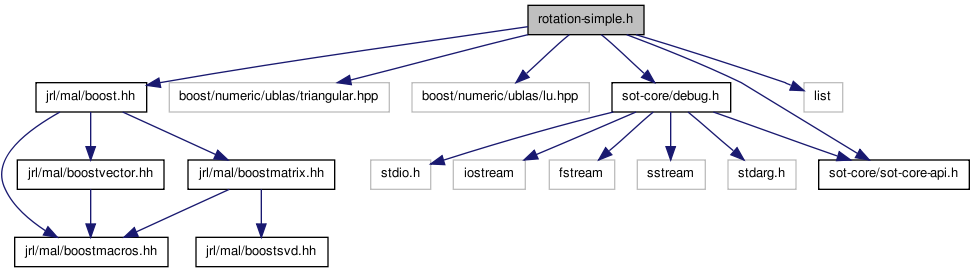 rotation-simple.h
jrl/mal/boost.hh
boost/numeric/ublas/triangular.hpp
boost/numeric/ublas/lu.hpp
sot-core/debug.h
list
jrl/mal/boostvector.hh
jrl/mal/boostmatrix.hh
stdio.h
iostream
fstream
sstream
stdarg.h
sot-core/sot-core-api.h
jrl/mal/boostmacros.hh
jrl/mal/boostsvd.hh